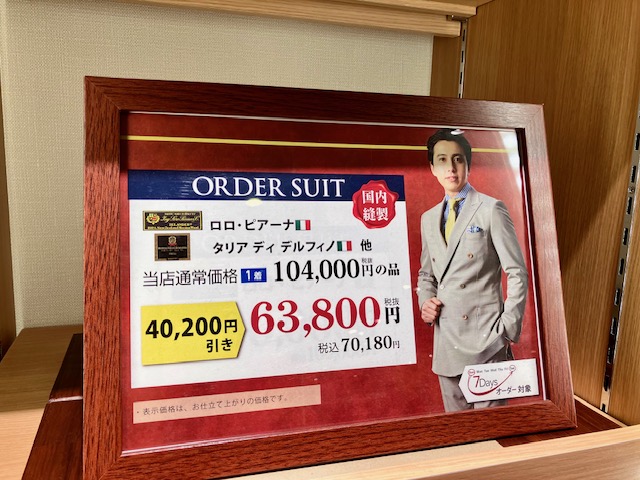 ORDER SUIT
国内
縫製
ロロ・ピアーナ
タリア ディ デルフィノ 他
当店通常価格 1着 104,000円税抜の品
40,200円
引き
63,800税抜円
税込70,180円
・表示価格は、お仕立て上がりの価格です。
7Days
オーダー対象